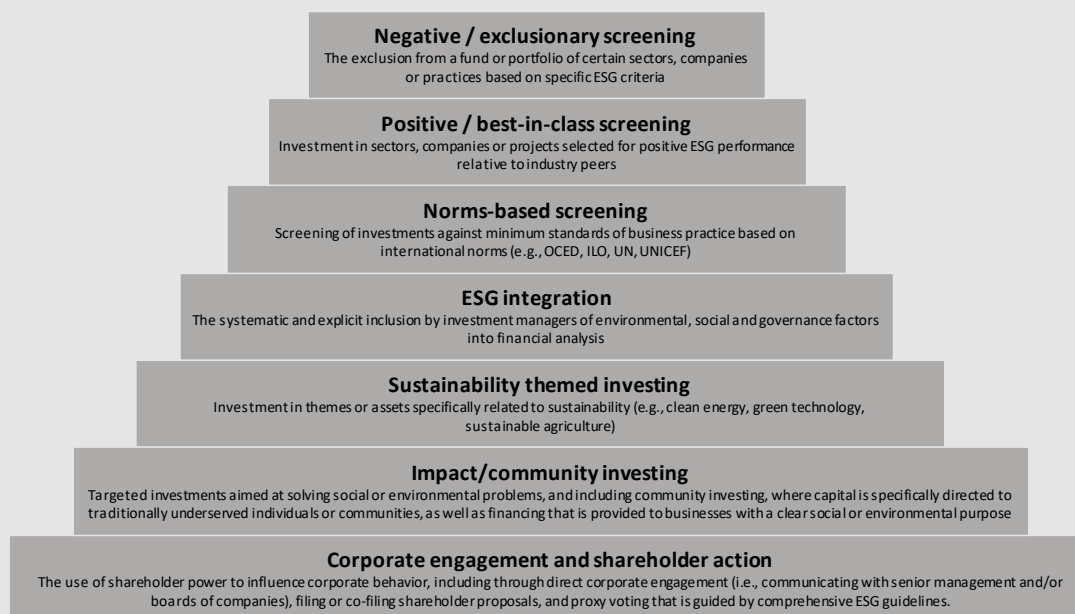 Negative / exclusionary screening
The exclusion from a fund or portfolio of certain sectors, companies
or practices based on specific ESG criteria
Positive / best-in-class screening
Investment in sectors, companies or projects selected for positive ESG performance
relative to industry peers
Norms-based screening
Screening of investments against minimum standards of business practice based on
international norms (e.g., OCED, ILO, UN, UNICEF)
ESG integration
The systematic and explicit inclusion by investment managers of environmental, social and governance factors
into financial analysis
Sustainability themed investing
Investment in themes or assets specifically related to sustainability (e.g., clean energy, green technology,
sustainable agriculture)
Impact/community investing
Targeted investments aimed at solving social or environmental problems, and including community investing, where capital is specifically directed to
traditionally underserved individuals or communities, as well as financing that is provided to businesses with a clear social or environmental purpose
Corporate engagement and shareholder action
The use of shareholder power to influence corporate behavior, including through direct corporate engagement (i.e., communicating with senior management and/or
boards of companies), filing or co-filing shareholder proposals, and proxy voting that is guided by comprehensive ESG guidelines.